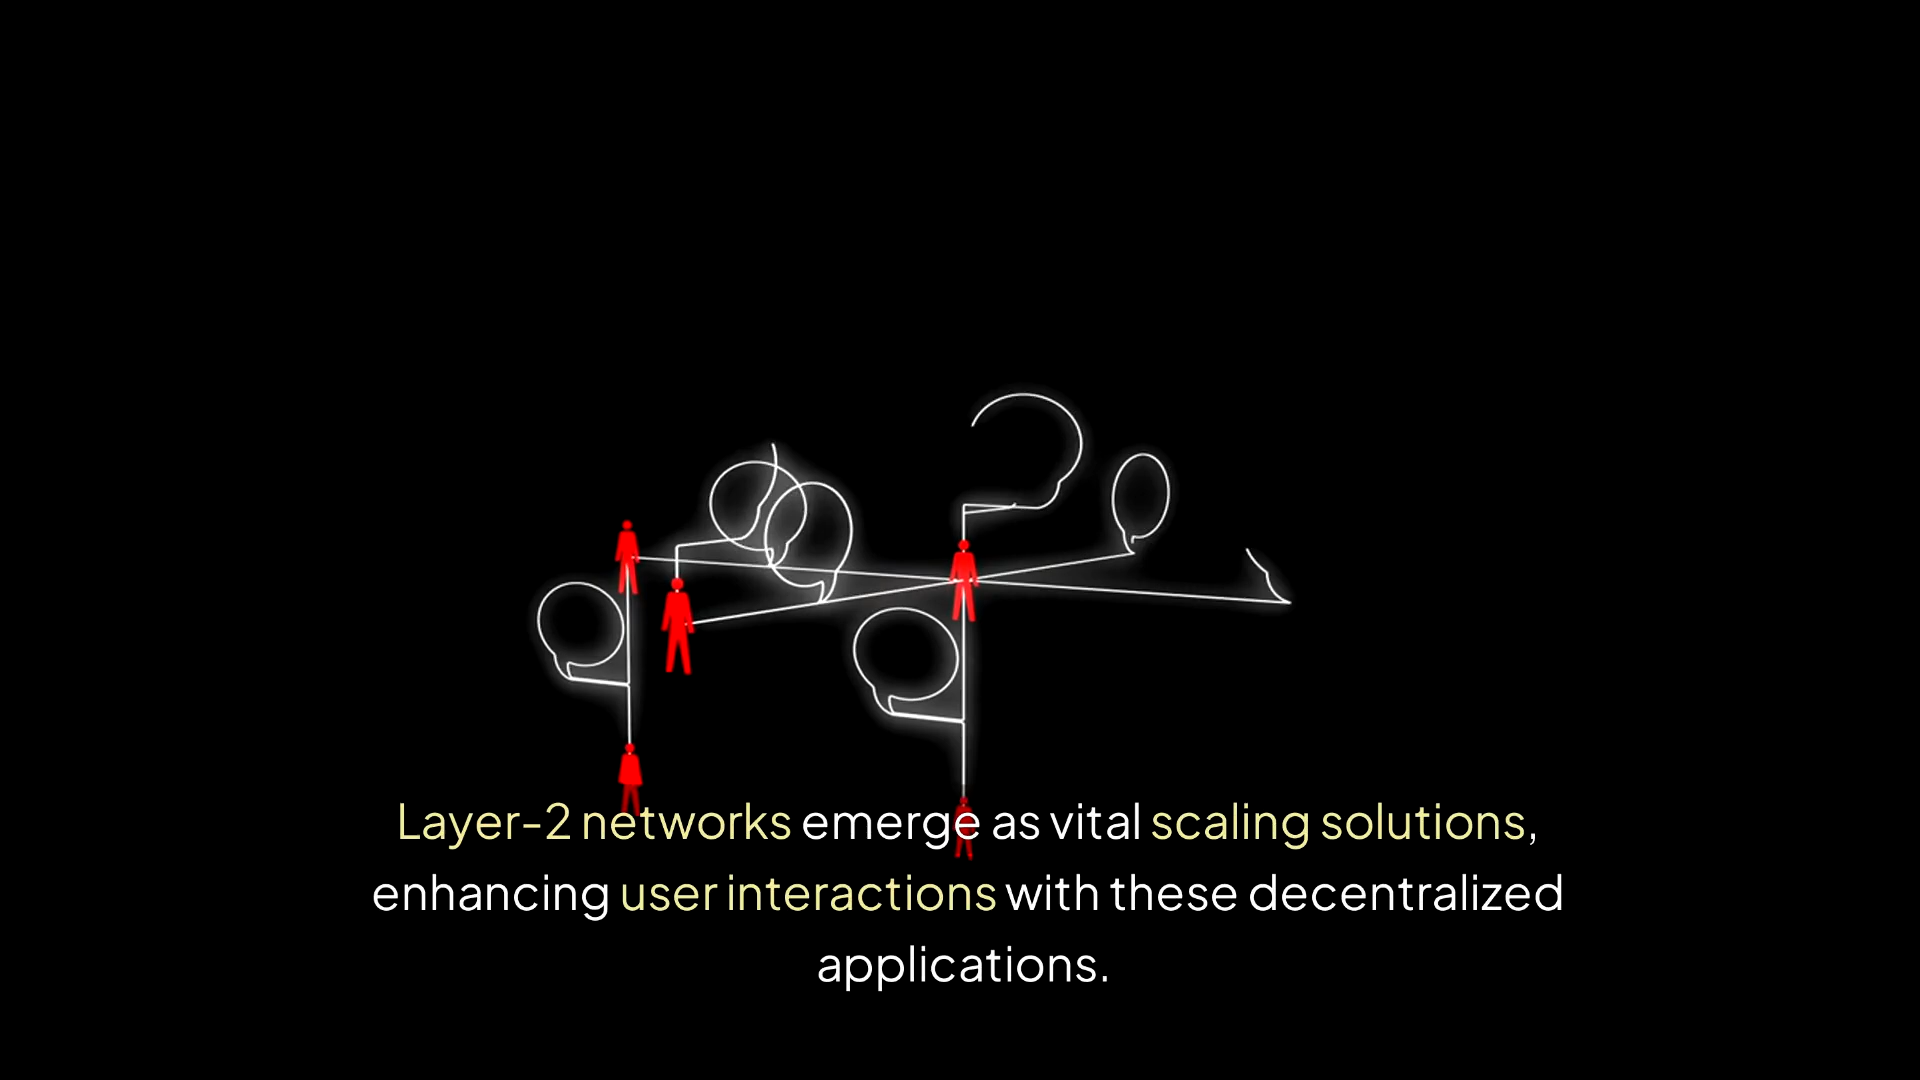 Layer-2 networks emerge as vital scaling solutions,
enhancing user interactions with these decentralized
applications.